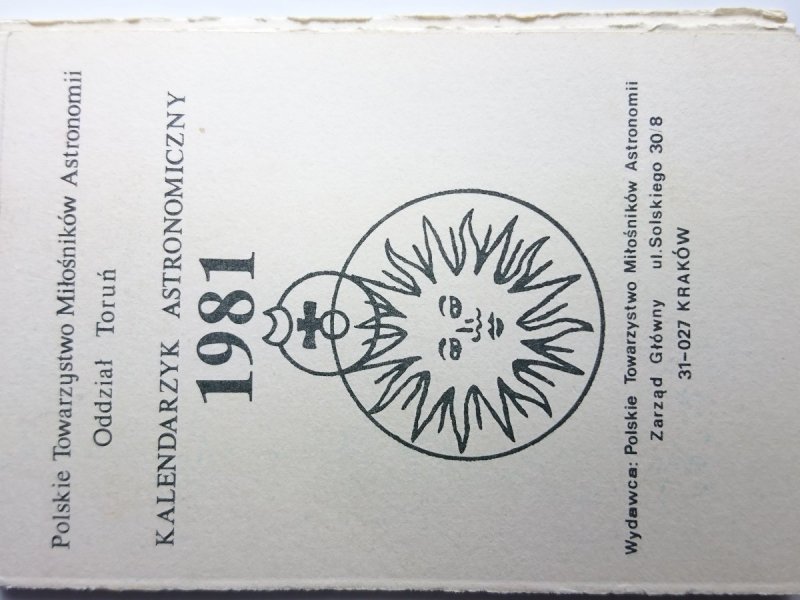 Polskie Towarzystwo Miłośników Astronomii
Oddział Toruń
KALENDARZYK ASTRONOMICZNY
1981
Wydawca: Polskie Towarzystwo Miłośników Astronomii
Zarząd Główny ul. Solskiego 30/8
31-027 KRAKÓW